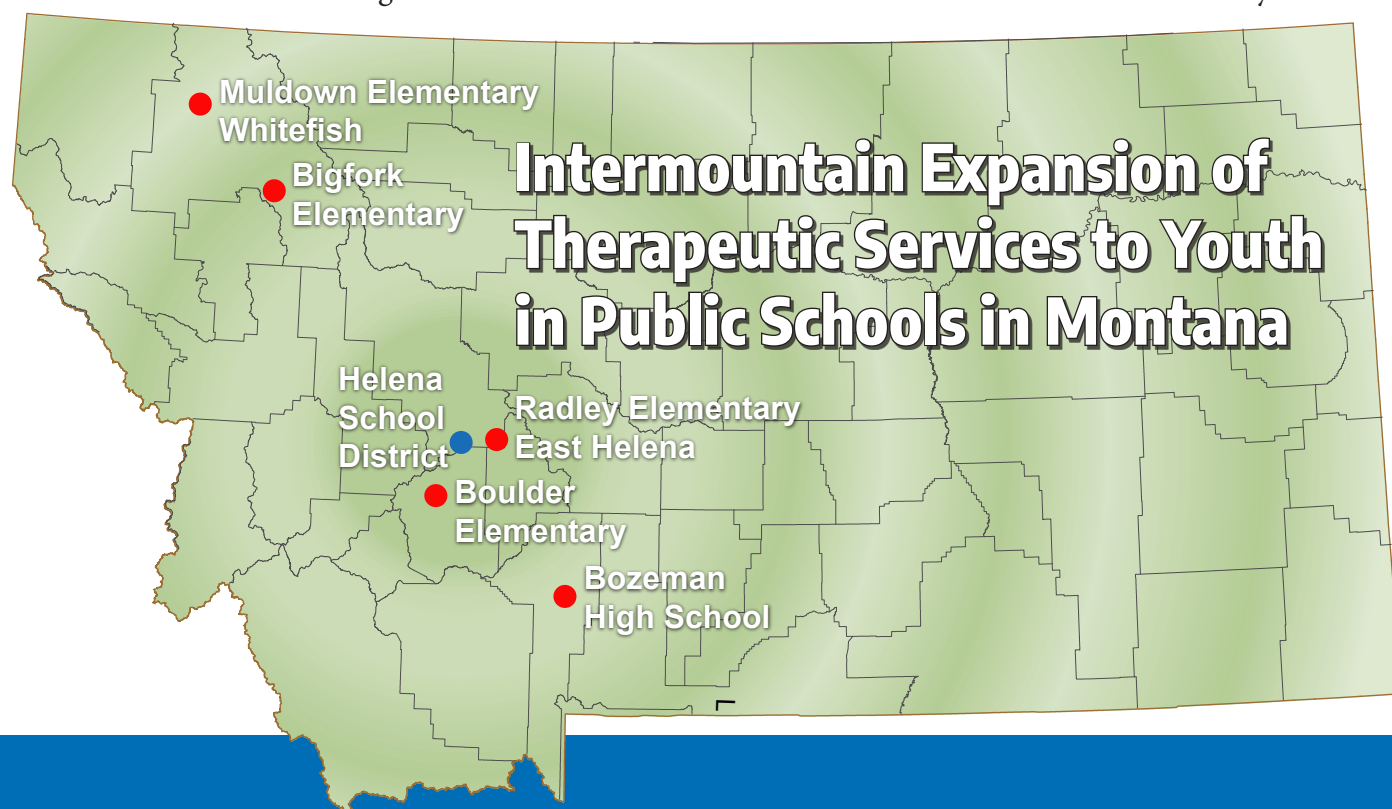 Muldown Elementary
Whitefish
Bigfork
Elementary
Intermountain Expansion of
Therapeutic Services to Youth
in Public Schools in Montana
Helena
School
District
Radley Elementary
East Helena
Boulder
Elementary
Bozeman
High School